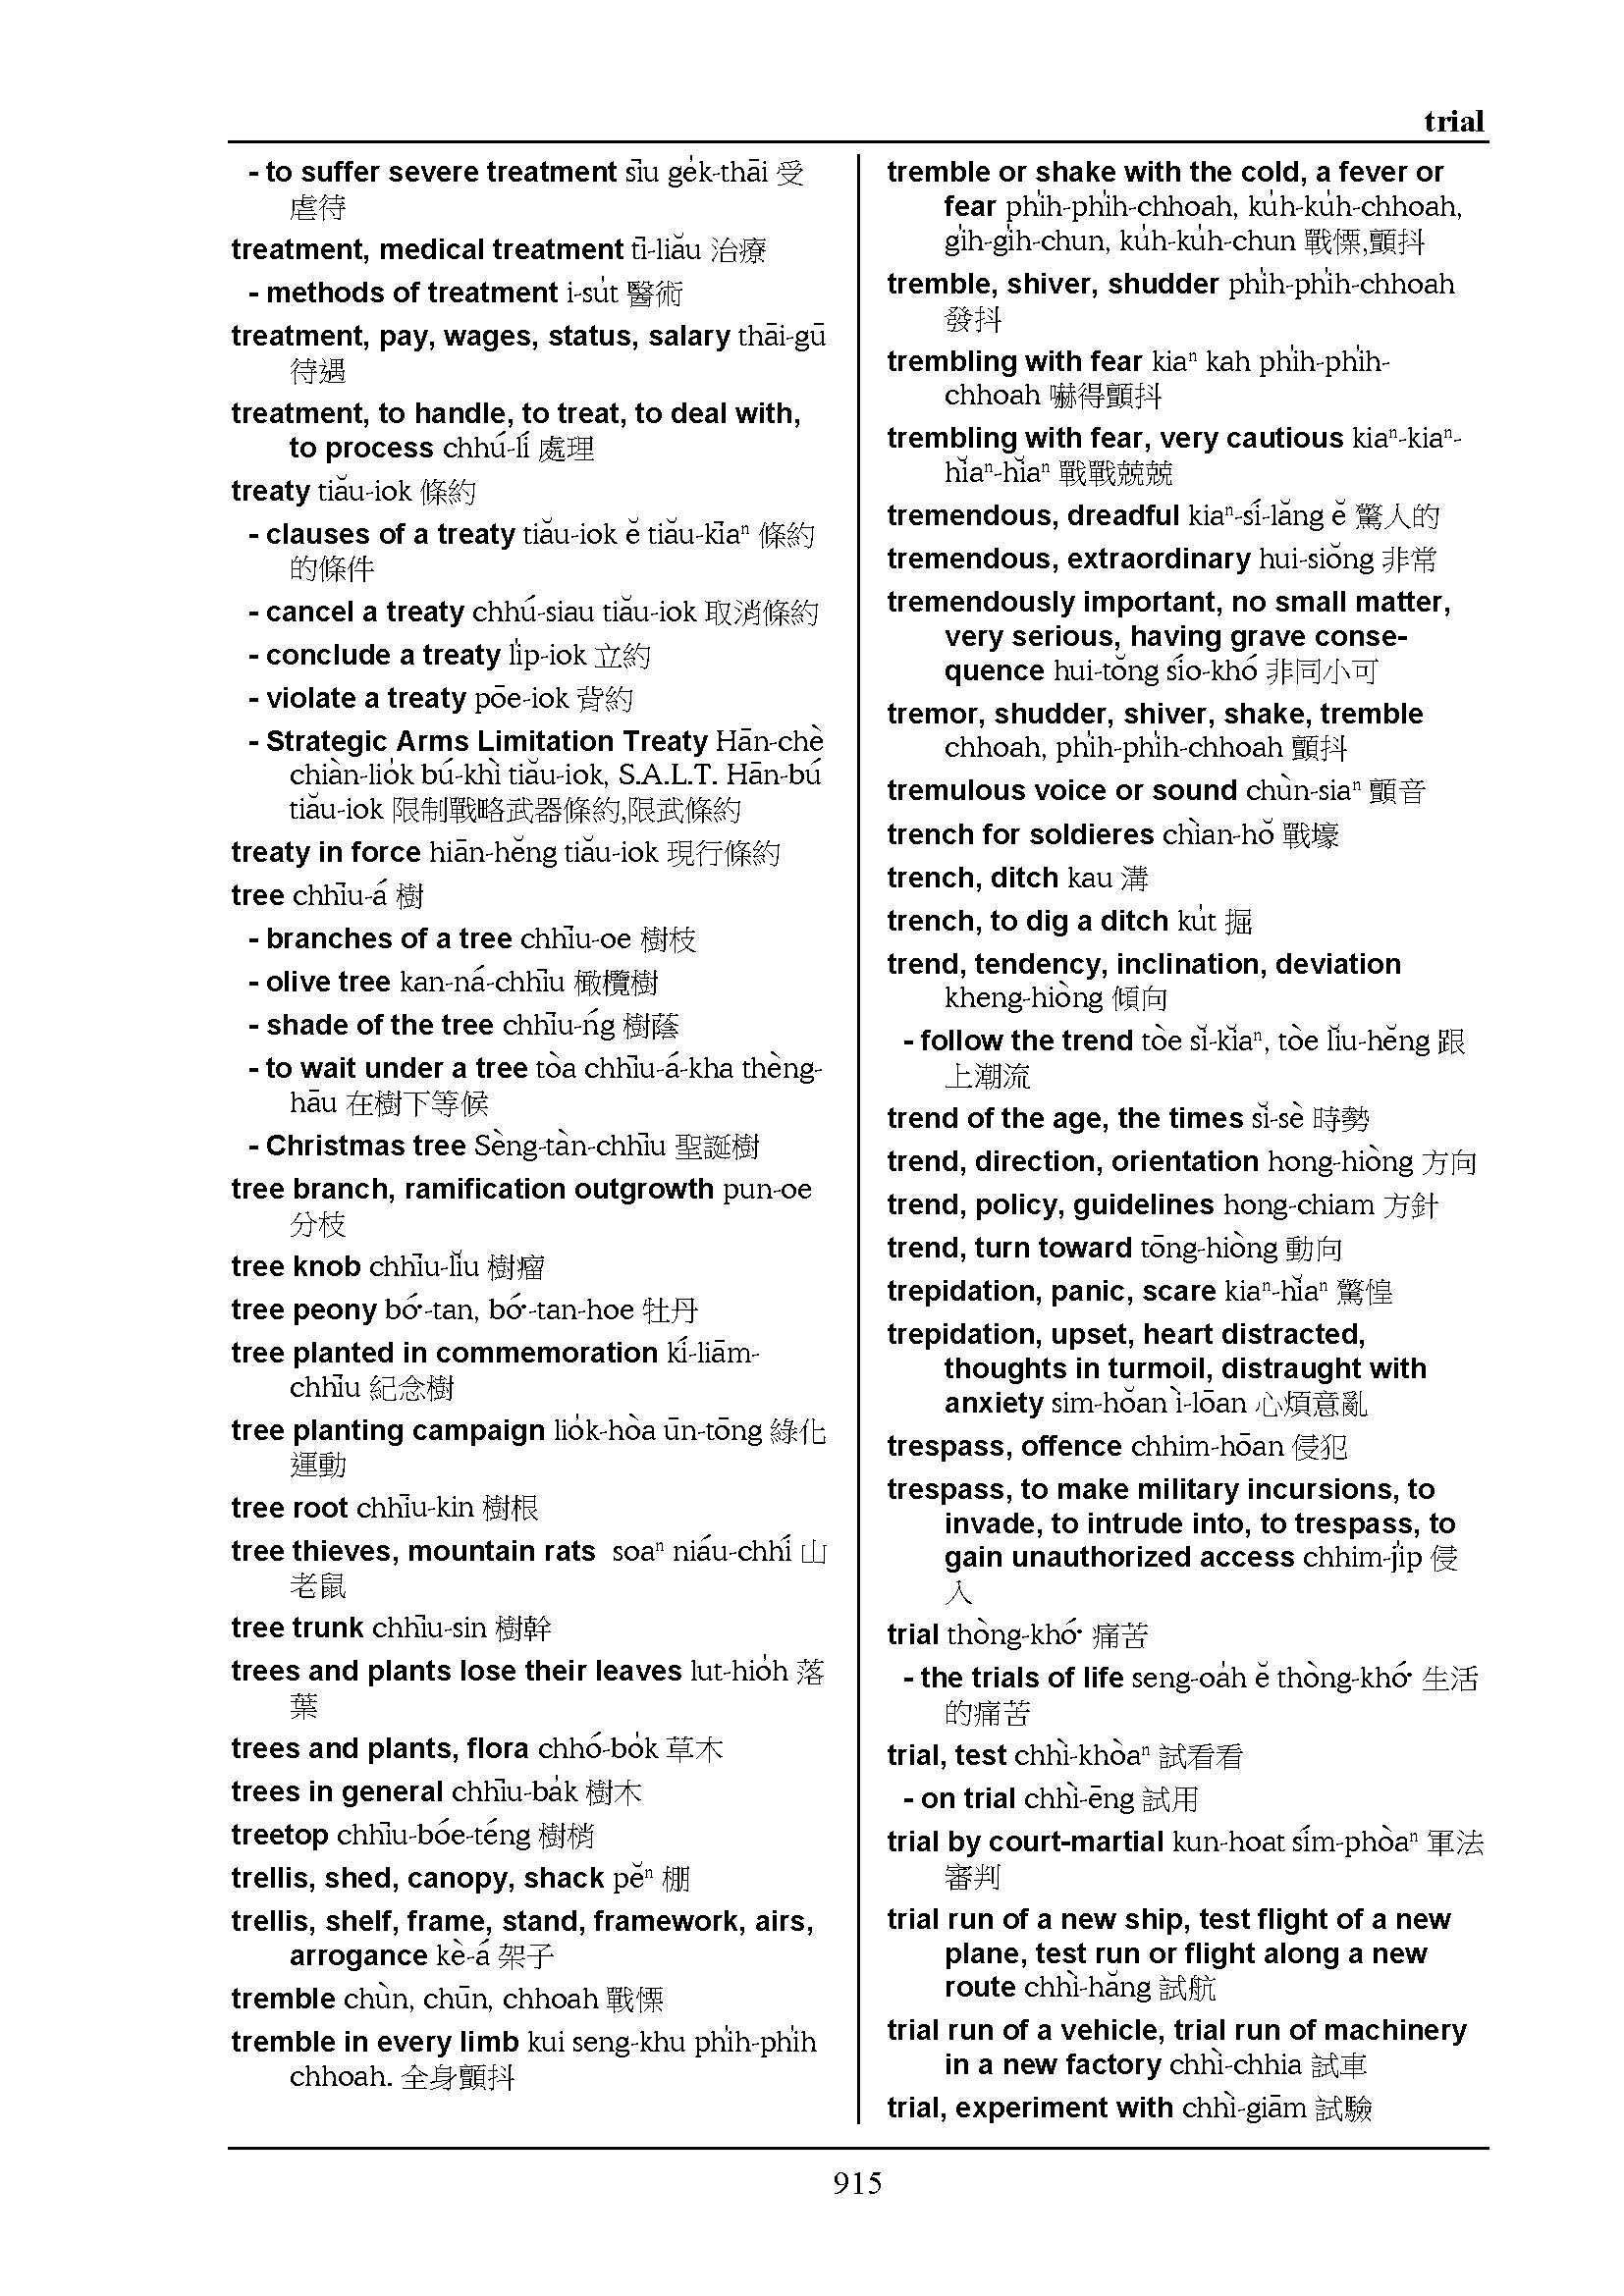 trial
- to suffer severe treatment sīu ge̍k-thāi 受
虐待
treatment, medical treatment tī-liău 治療
- methods of treatment i-su̍t 醫術
treatment, pay, wages, status, salary thāi-gū
待遇
treatment, to handle, to treat, to deal with,
to process chhú-lí 處理
treaty tiău-iok 條約
- clauses of a treaty tiău-iok ĕ tiău-kīaⁿ 條約
的條件
- cancel a treaty chhú-siau tiău-iok 取消條約
- conclude a treaty li̍p-iok 立約
- violate a treaty pōe-iok 背約
- Strategic Arms Limitation Treaty Hān-chè
chiàn-lio̍k bú-khì tiău-iok, S.A.L.T. Hān-bú
tiău-iok 限制戰略武器條約,限武條約
treaty in force hiān-hĕng tiău-iok 現行條約
tree chhīu-á 樹
- branches of a tree chhīu-oe 樹枝
- olive tree kan-ná-chhīu 橄欖樹
- shade of the tree chhīu-ńg 樹蔭
- to wait under a tree tòa chhīu-á-kha thèng-
hāu 在樹下等候
- Christmas tree Sèng-tàn-chhīu 聖誕樹
tree branch, ramification outgrowth pun-oe
分枝
tree knob chhīu-lĭu 樹瘤
tree peony bó͘-tan, bó͘-tan-hoe 牡丹
tree planted in commemoration kí-liām-
chhīu 紀念樹
tree planting campaign lio̍k-hòa ūn-tōng 綠化
運動
tree root chhīu-kin 樹根
tree thieves, mountain rats soaⁿ niáu-chhí 山
老鼠
tree trunk chhīu-sin 樹幹
trees and plants lose their leaves lut-hio̍h 落
葉
trees and plants, flora chhó-bo̍k 草木
trees in general chhīu-ba̍k 樹木
treetop chhīu-bóe-téng 樹梢
trellis, shed, canopy, shack pĕⁿ 棚
trellis, shelf, frame, stand, framework, airs,
arrogance kè-á 架子
tremble chùn, chūn, chhoah 戰慄
tremble in every limb kui seng-khu phi̍h-phi̍h
chhoah. 全身顫抖
tremble or shake with the cold, a fever or
fear phi̍h-phi̍h-chhoah, ku̍h-ku̍h-chhoah,
gi̍h-gi̍h-chun, ku̍h-ku̍h-chun 戰慄,顫抖
tremble, shiver, shudder phi̍h-phi̍h-chhoah
發抖
trembling with fear kiaⁿ kah phi̍h-phi̍h-
chhoah 嚇得顫抖
trembling with fear, very cautious kiaⁿ-kiaⁿ-
hĭaⁿ-hĭaⁿ 戰戰兢兢
tremendous, dreadful kiaⁿ-sí-lăng ĕ 驚人的
tremendous, extraordinary hui-siŏng 非常
tremendously important, no small matter,
very serious, having grave conse-
quence hui-tŏng sío-khó 非同小可
tremor, shudder, shiver, shake, tremble
chhoah, phi̍h-phi̍h-chhoah 顫抖
tremulous voice or sound chùn-siaⁿ 顫音
trench for soldieres chìan-hŏ 戰壕
trench, ditch kau 溝
trench, to dig a ditch ku̍t 掘
trend, tendency, inclination, deviation
kheng-hiòng 傾向
- follow the trend tòe sĭ-kĭaⁿ, tòe lĭu-hĕng 跟
上潮流
trend of the age, the times sĭ-sè 時勢
trend, direction, orientation hong-hiòng 方向
trend, policy, guidelines hong-chiam 方針
trend, turn toward tōng-hiòng 動向
trepidation, panic, scare kiaⁿ-hĭaⁿ 驚惶
trepidation, upset, heart distracted,
thoughts in turmoil, distraught with
anxiety sim-hŏan ì-lōan 心煩意亂
trespass, offence chhim-hōan 侵犯
trespass, to make military incursions, to
invade, to intrude into, to trespass, to
gain unauthorized access chhim-ji̍p 侵
入
trial thòng-khó͘ 痛苦
- the trials of life seng-oa̍h ĕ thòng-khó͘ 生活
的痛苦
trial, test chhì-khòaⁿ 試看看
- on trial chhì-ēng 試用
trial by court-martial kun-hoat sím-phòaⁿ 軍法
審判
trial run of a new ship, test flight of a new
plane, test run or flight along a new
route chhì-hăng 試航
trial run of a vehicle, trial run of machinery
in a new factory chhì-chhia 試車
trial, experiment with chhì-giām 試驗
915